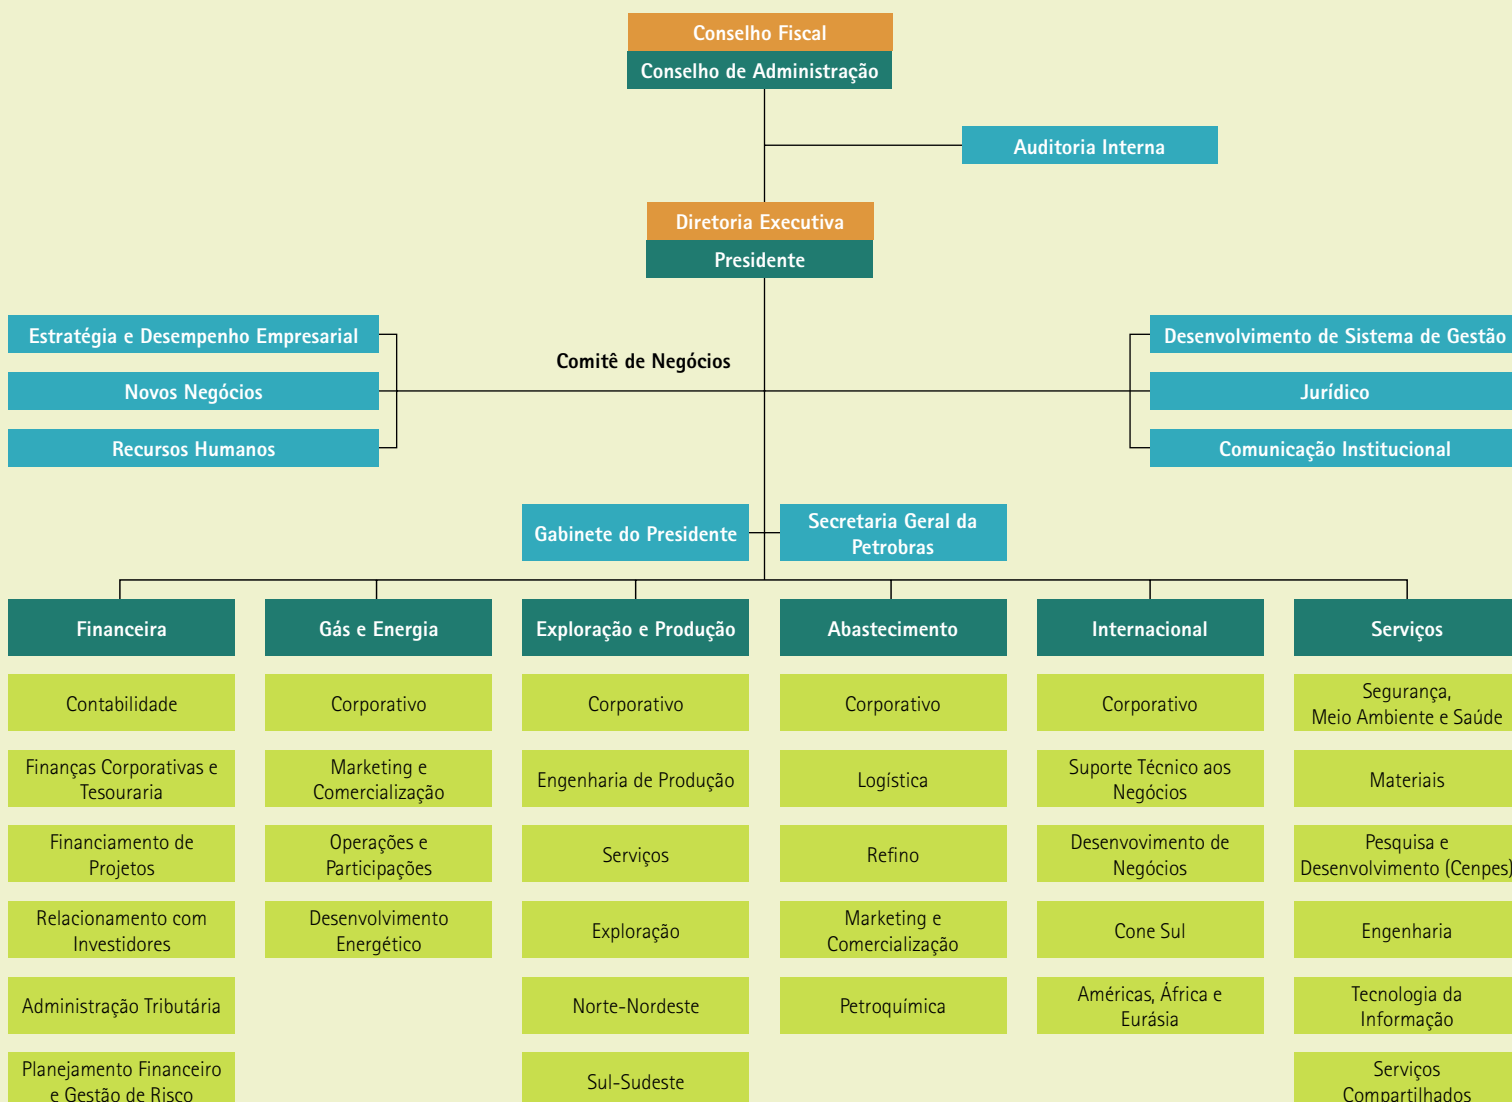 Conselho Fiscal
Conselho de Administração
Auditoria Interna
Diretoria Executiva
Presidente
Estratégia e Desempenho Empresarial
Desenvolvimento de Sistema de Gestão
Comitê de Negócios
Novos Negócios
Jurídico
Recursos Humanos
Comunicação Institucional
Gabinete do Presidente
Secretaria Geral da
Petrobras
Financeira
Gás e Energia
Exploração e Produção
Abastecimento
Internacional
Serviços
Contabilidade
Corporativo
Corporativo
Corporativo
Corporativo
Segurança,
Meio Ambiente e Saúde
Finanças Corporativas e
Tesouraria
Marketing e
Comercialização
Engenharia de Produção
Logística
Suporte Técnico aos
Negócios
Materiais
Financiamento de
Projetos
Operações e
Participações
Serviços
Refino
Desenvovimento de
Negócios
Pesquisa e
Desenvolvimento (Cenpes)
Relacionamento com
Investidores
Desenvolvimento
Energético
Exploração
Marketing e
Comercialização
Cone Sul
Engenharia
Administração Tributária
Norte-Nordeste
Petroquímica
Américas, África e
Eurásia
Tecnologia da
Informação
Planejamento Financeiro
e Gestão de Risco
Sul-Sudeste
Serviços
Compartilhados